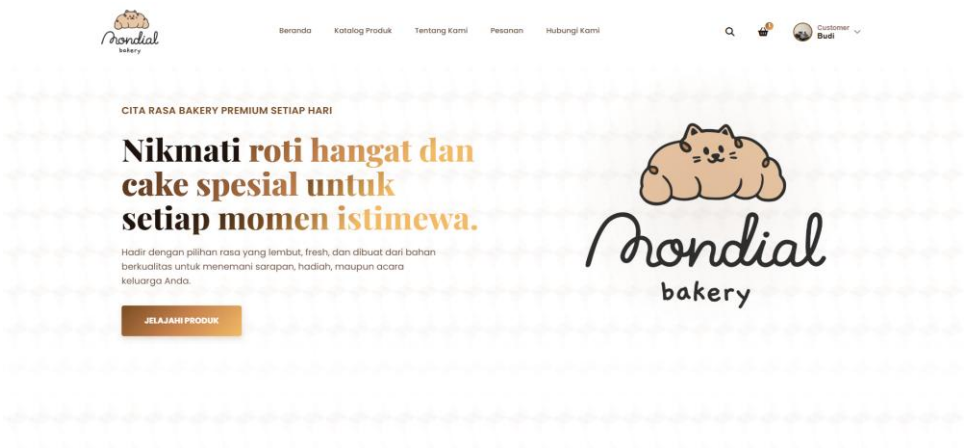 Mondial
bakery
Beranda
Katalog Produk
Tentang Kami
Pesanan
Hubungi Kami
Customer
Budi
CITA RASA BAKERY PREMIUM SETIAP HARI
Nikmati roti hangat dan
cake spesial untuk
setiap momen istimewa.
Hadir dengan pilihan rasa yang lembut, fresh, dan dibuat dari bahan
berkualitas untuk menemani sarapan, hadiah, maupun acara
keluarga Anda.
JELAJAHI PRODUK
Mondial
bakery